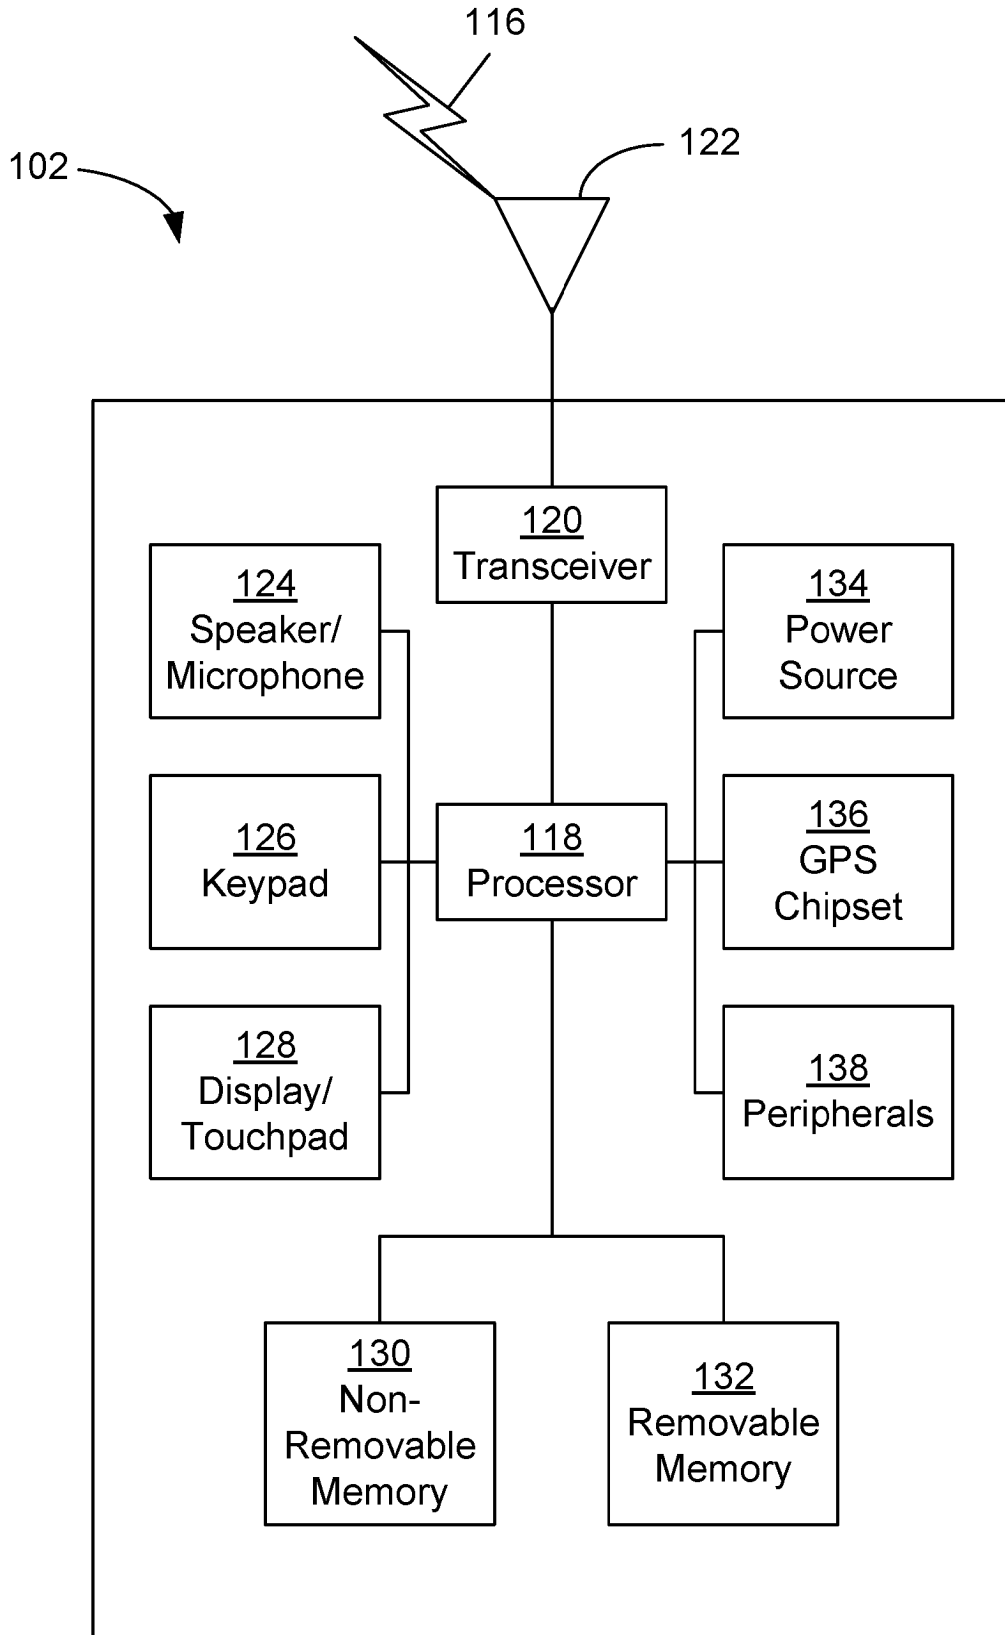 116
122
102
120
Transceiver
124
Speaker/
Microphone
134
Power
Source
126
Keypad
118
Processor
136
GPS
Chipset
128
Display/
Touchpad
138
Peripherals
130
Non-
Removable
Memory
132
Removable
Memory